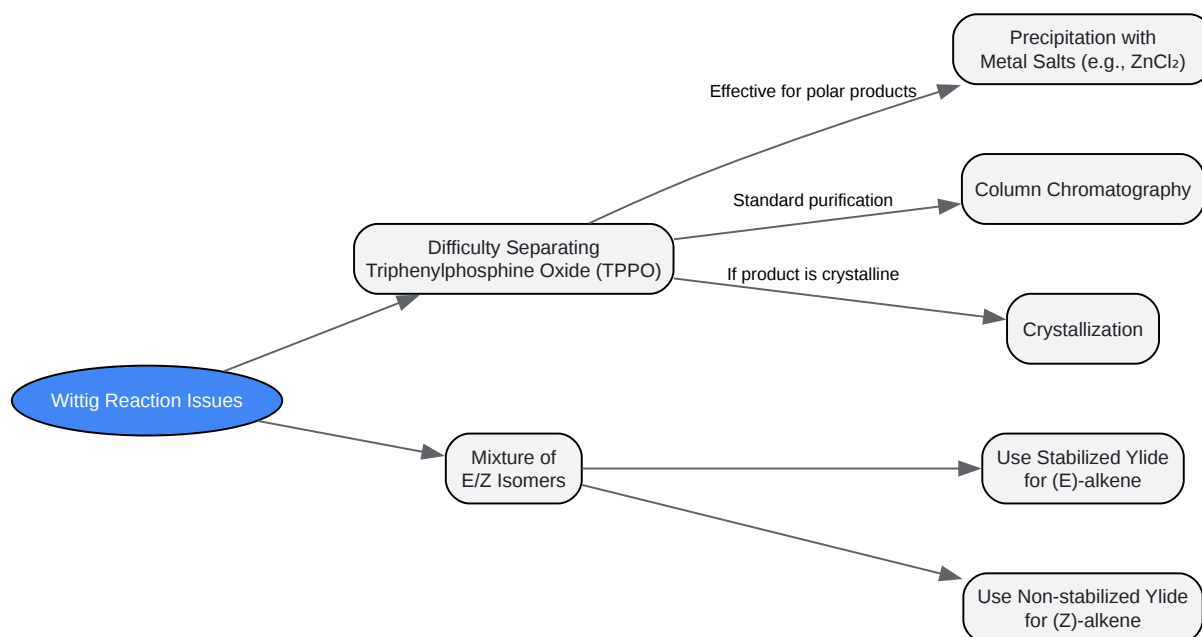 Precipitation with
Metal Salts (e.g., ZnCl₂)
Effective for polar products
Column Chromatography
Standard purification
Difficulty Separating
Triphenylphosphine Oxide (TPPO)
If product is crystalline
Crystallization
Wittig Reaction Issues
Mixture of
E/Z Isomers
Use Stabilized Ylide
for (E)-alkene
Use Non-stabilized Ylide
for (Z)-alkene